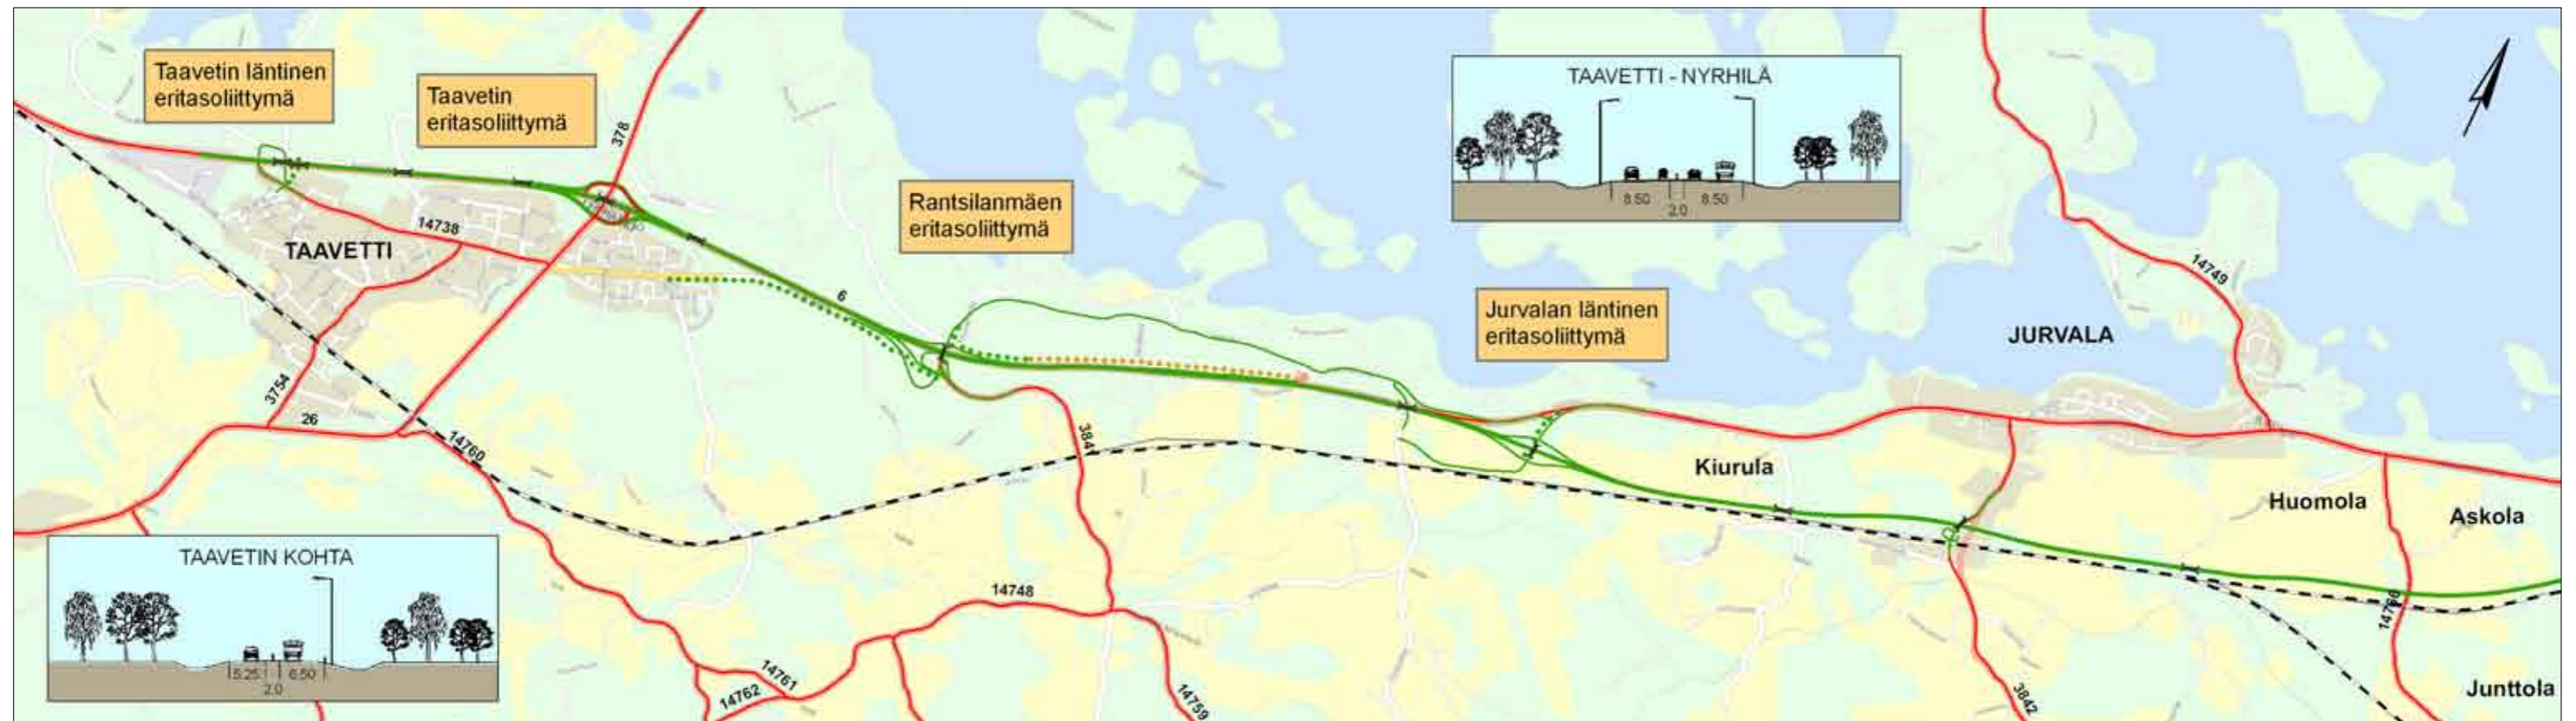 Taavetin läntinen
eritasoliittymä
Taavetin
eritasoliittymä
378
TAAVETTI - NYRHILÄ
8.50
2.0
8.50
Rantsilanmäen
eritasoliittymä
14738
TAAVETTI
6
14749
Jurvalan läntinen
eritasoliittymä
JURVALA
3754
26
14760
3841
Kiurula
Huomola
Askola
TAAVETIN KOHTA
5.25
6.50
2.0
14748
14761
14762
14759
3842
14766
Junttola